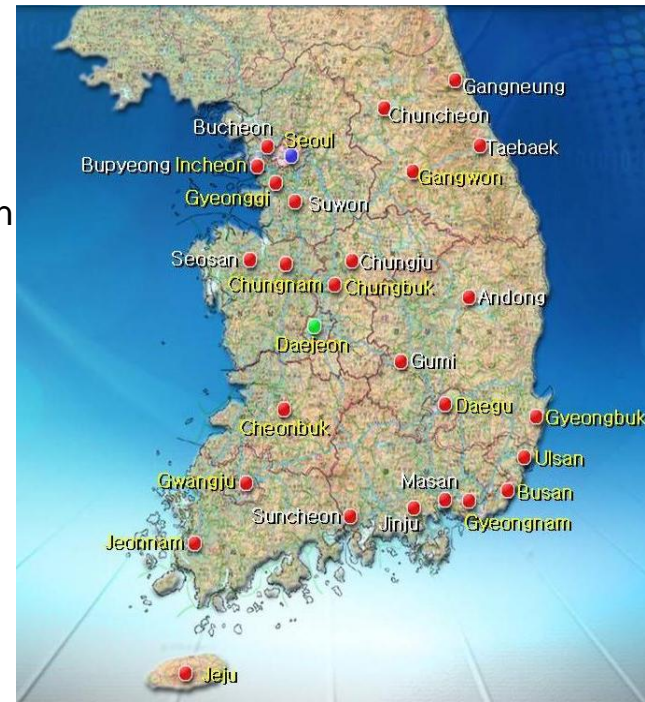 Gangneung
Chuncheon
Bucheon
Seoul
Taebaek
Bupyeong Incheon
Gangwon
Gyeonggi
Suwon
n
Seosan
Chungju
Chungnam
Chungbuk
Andong
Daejeon
Gumi
Daegu
Cheonbuk
Gyeongbuk
Ulsan
Gwangju
Masan
Busan
Suncheon
Jinju
Gyeongnam
Jeonnam
Jeju